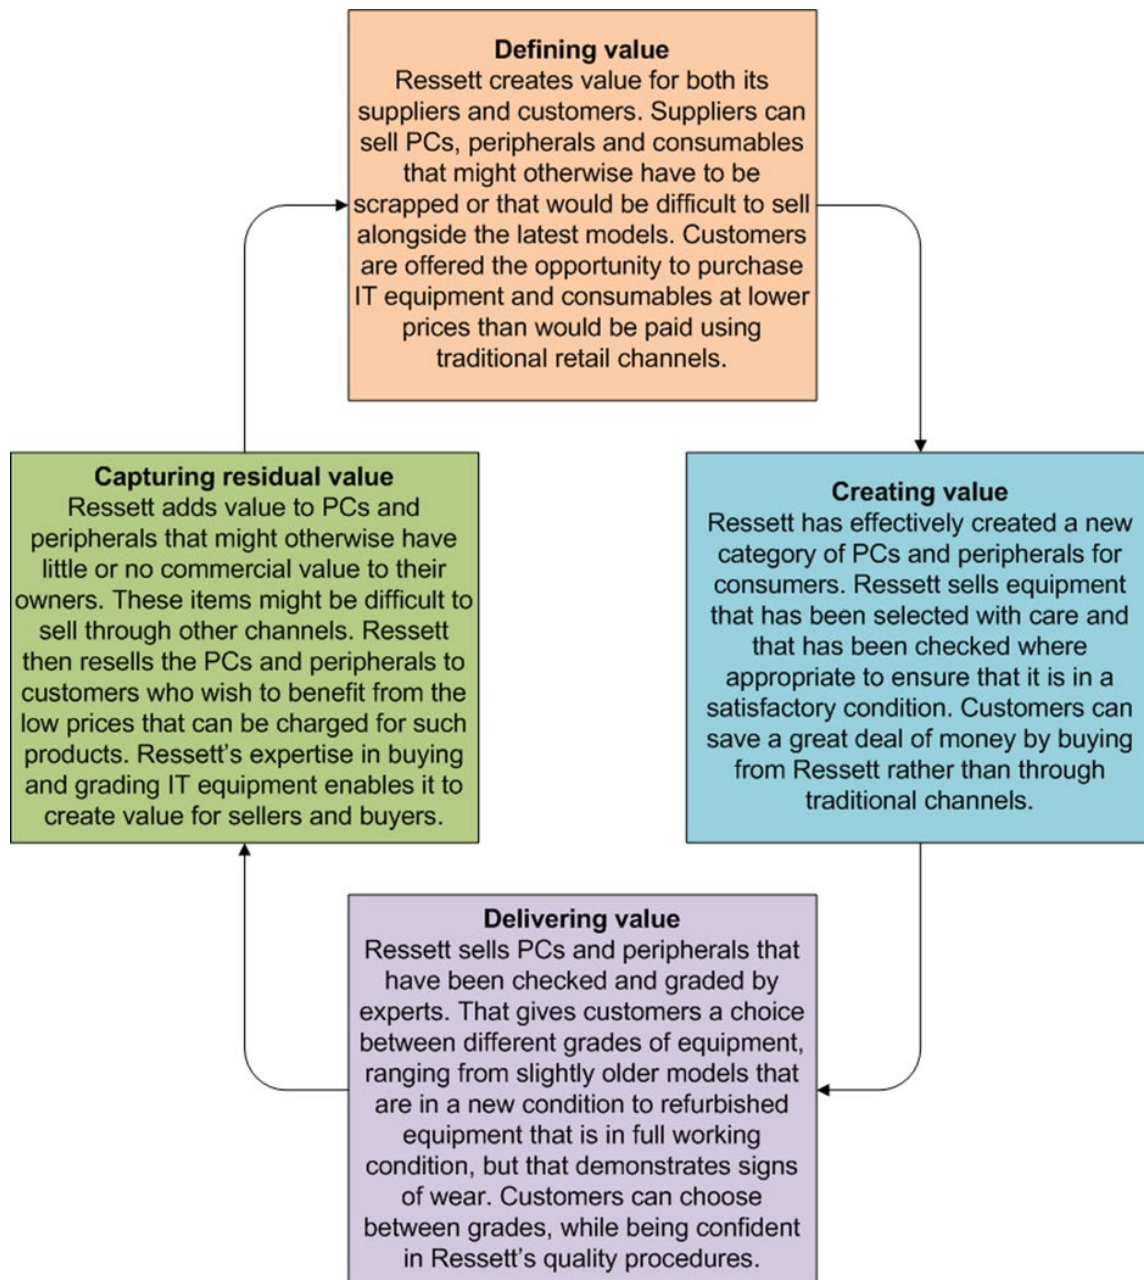 Defining value
Ressett creates value for both its
suppliers and customers. Suppliers can
sell PCs, peripherals and consumables
that might otherwise have to be
scrapped or that would be difficult to sell
alongside the latest models. Customers
are offered the opportunity to purchase
IT equipment and consumables at lower
prices than would be paid using
traditional retail channels.
Creating value
Ressett has effectively created a new
category of PCs and peripherals for
consumers. Ressett sells equipment
that has been selected with care and
that has been checked where
appropriate to ensure that it is in a
satisfactory condition. Customers can
save a great deal of money by buying
from Ressett rather than through
traditional channels.
Delivering value
Ressett sells PCs and peripherals that
have been checked and graded by
experts. That gives customers a choice
between different grades of equipment,
ranging from slightly older models that
are in a new condition to refurbished
equipment that is in full working
condition, but that demonstrates signs
of wear. Customers can choose
between grades, while being confident
in Ressett’s quality procedures.
Capturing residual value
Ressett adds value to PCs and
peripherals that might otherwise have
little or no commercial value to their
owners. These items might be difficult to
sell through other channels. Ressett
then resells the PCs and peripherals to
customers who wish to benefit from the
low prices that can be charged for such
products. Ressett’s expertise in buying
and grading IT equipment enables it to
create value for sellers and buyers.